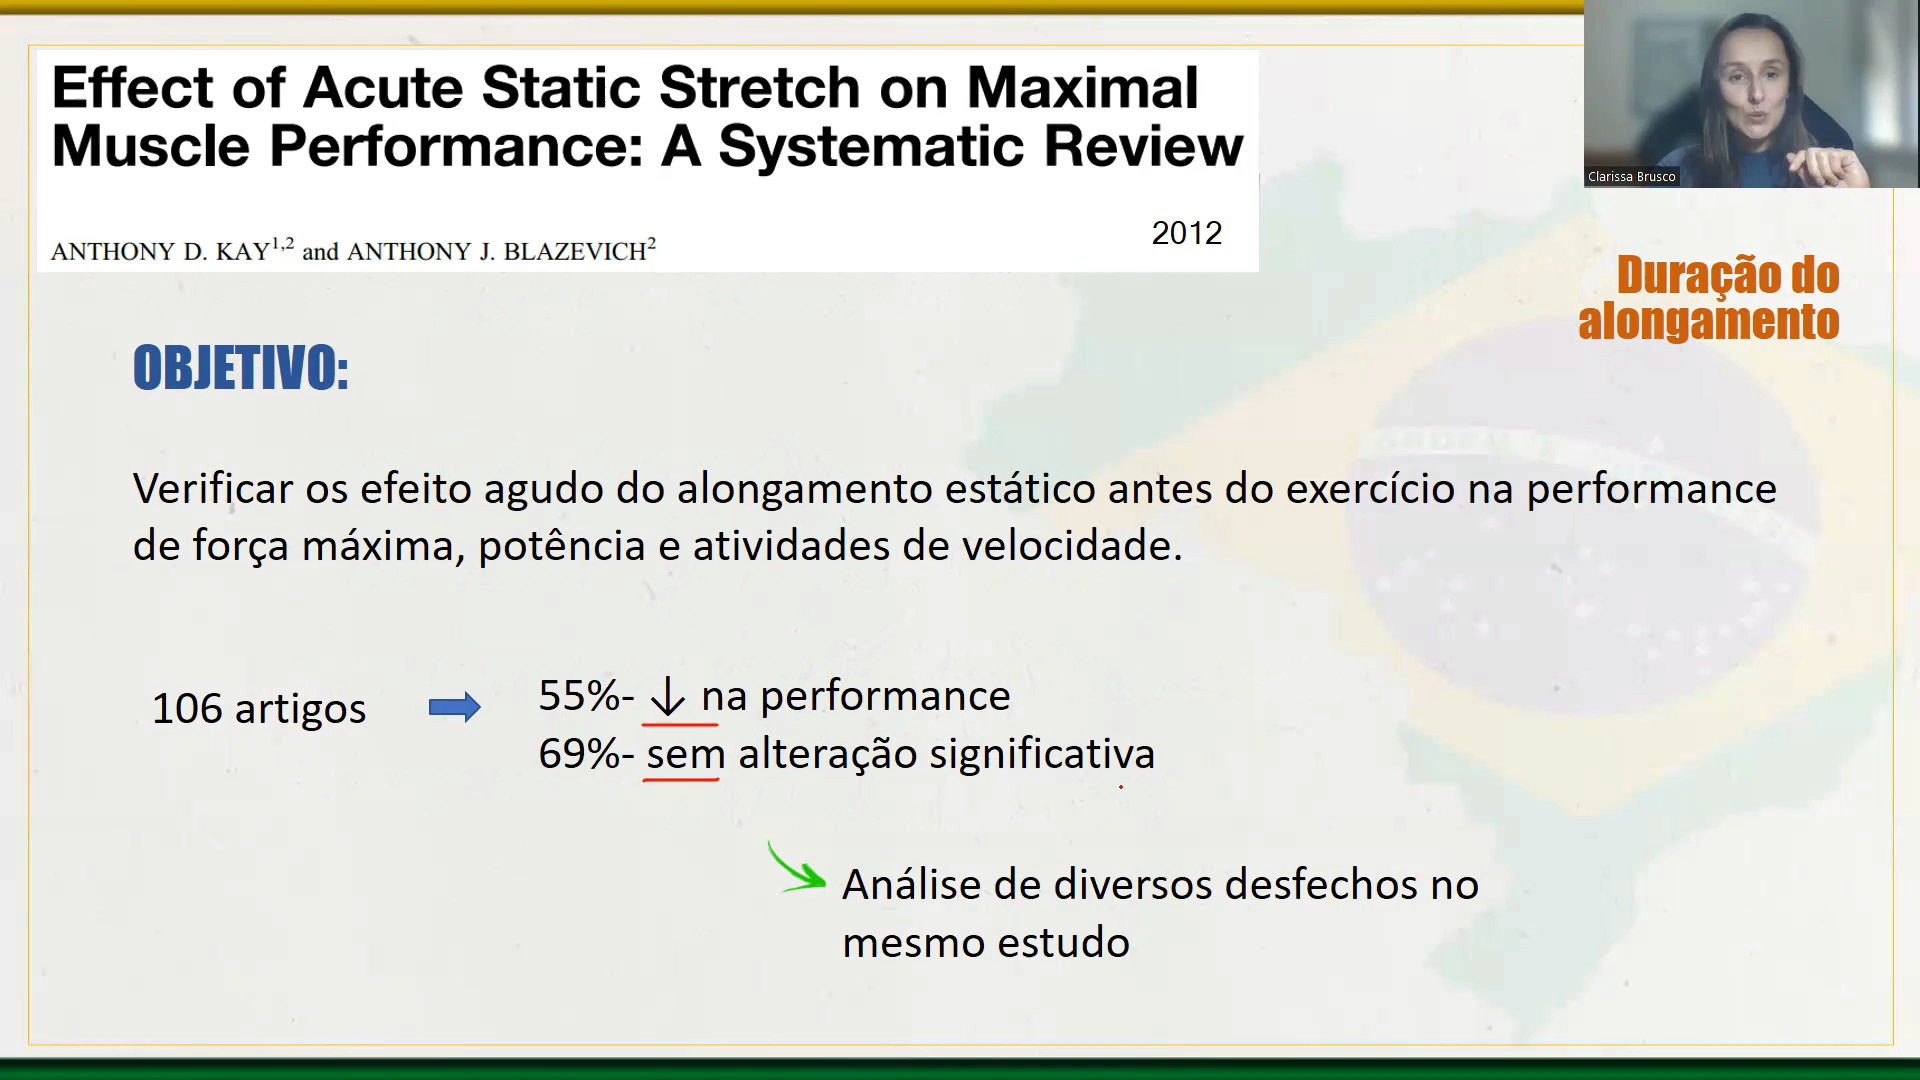 Effect of Acute Static Stretch on Maximal
Muscle Performance: A Systematic Review
ANTHONY D. KAY1,2 and ANTHONY J. BLAZEVICH2
2012
Clarissa Brusco
Duração do
alongamento
OBJETIVO:
Verificar os efeito agudo do alongamento estático antes do exercício na performance
de força máxima, potência e atividades de velocidade.
106 artigos
55%- ↓ na performance
69%- sem alteração significativa
Análise de diversos desfechos no
mesmo estudo